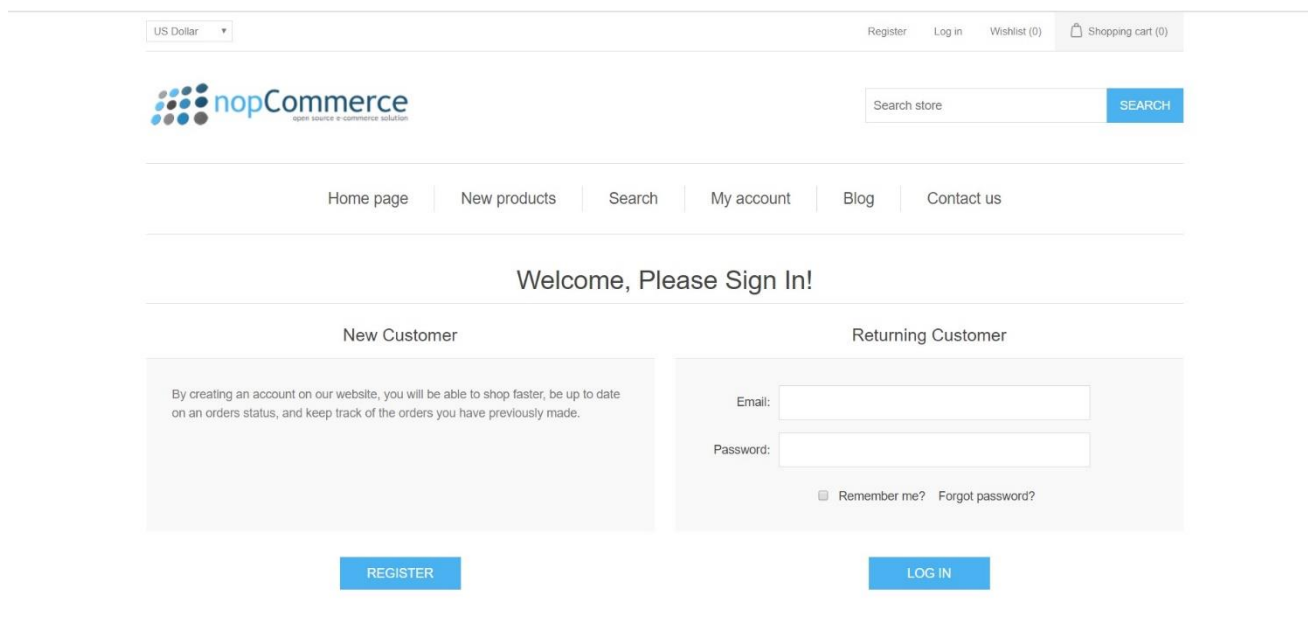 US Dollar
Register Log in Wishlist (0) Shopping cart (0)
nopCommerce
open source e-commerce solution
Search store SEARCH
Home page New products Search My account Blog Contact us
Welcome, Please Sign In!
New Customer
By creating an account on our website, you will be able to shop faster, be up to date
on an orders status, and keep track of the orders you have previously made.
REGISTER
Returning Customer
Email:
Password:
Remember me? Forgot password?
LOG IN